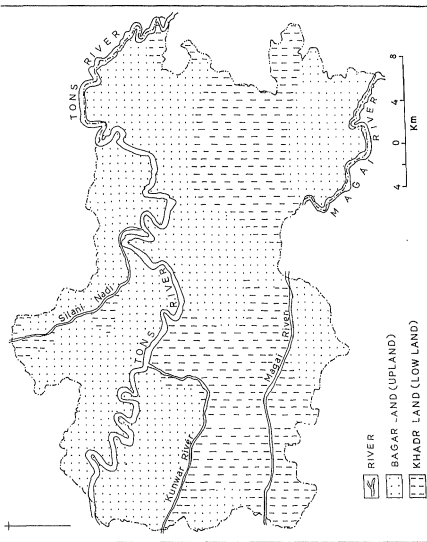 TONS RIVER
Silani Nadi
TONS RIVER
Kunwar River
Magai River
MAGAI RIVER
4 0 4 8
Km
RIVER
BAGAR LAND (UPLAND)
KHADR LAND (LOW LAND)